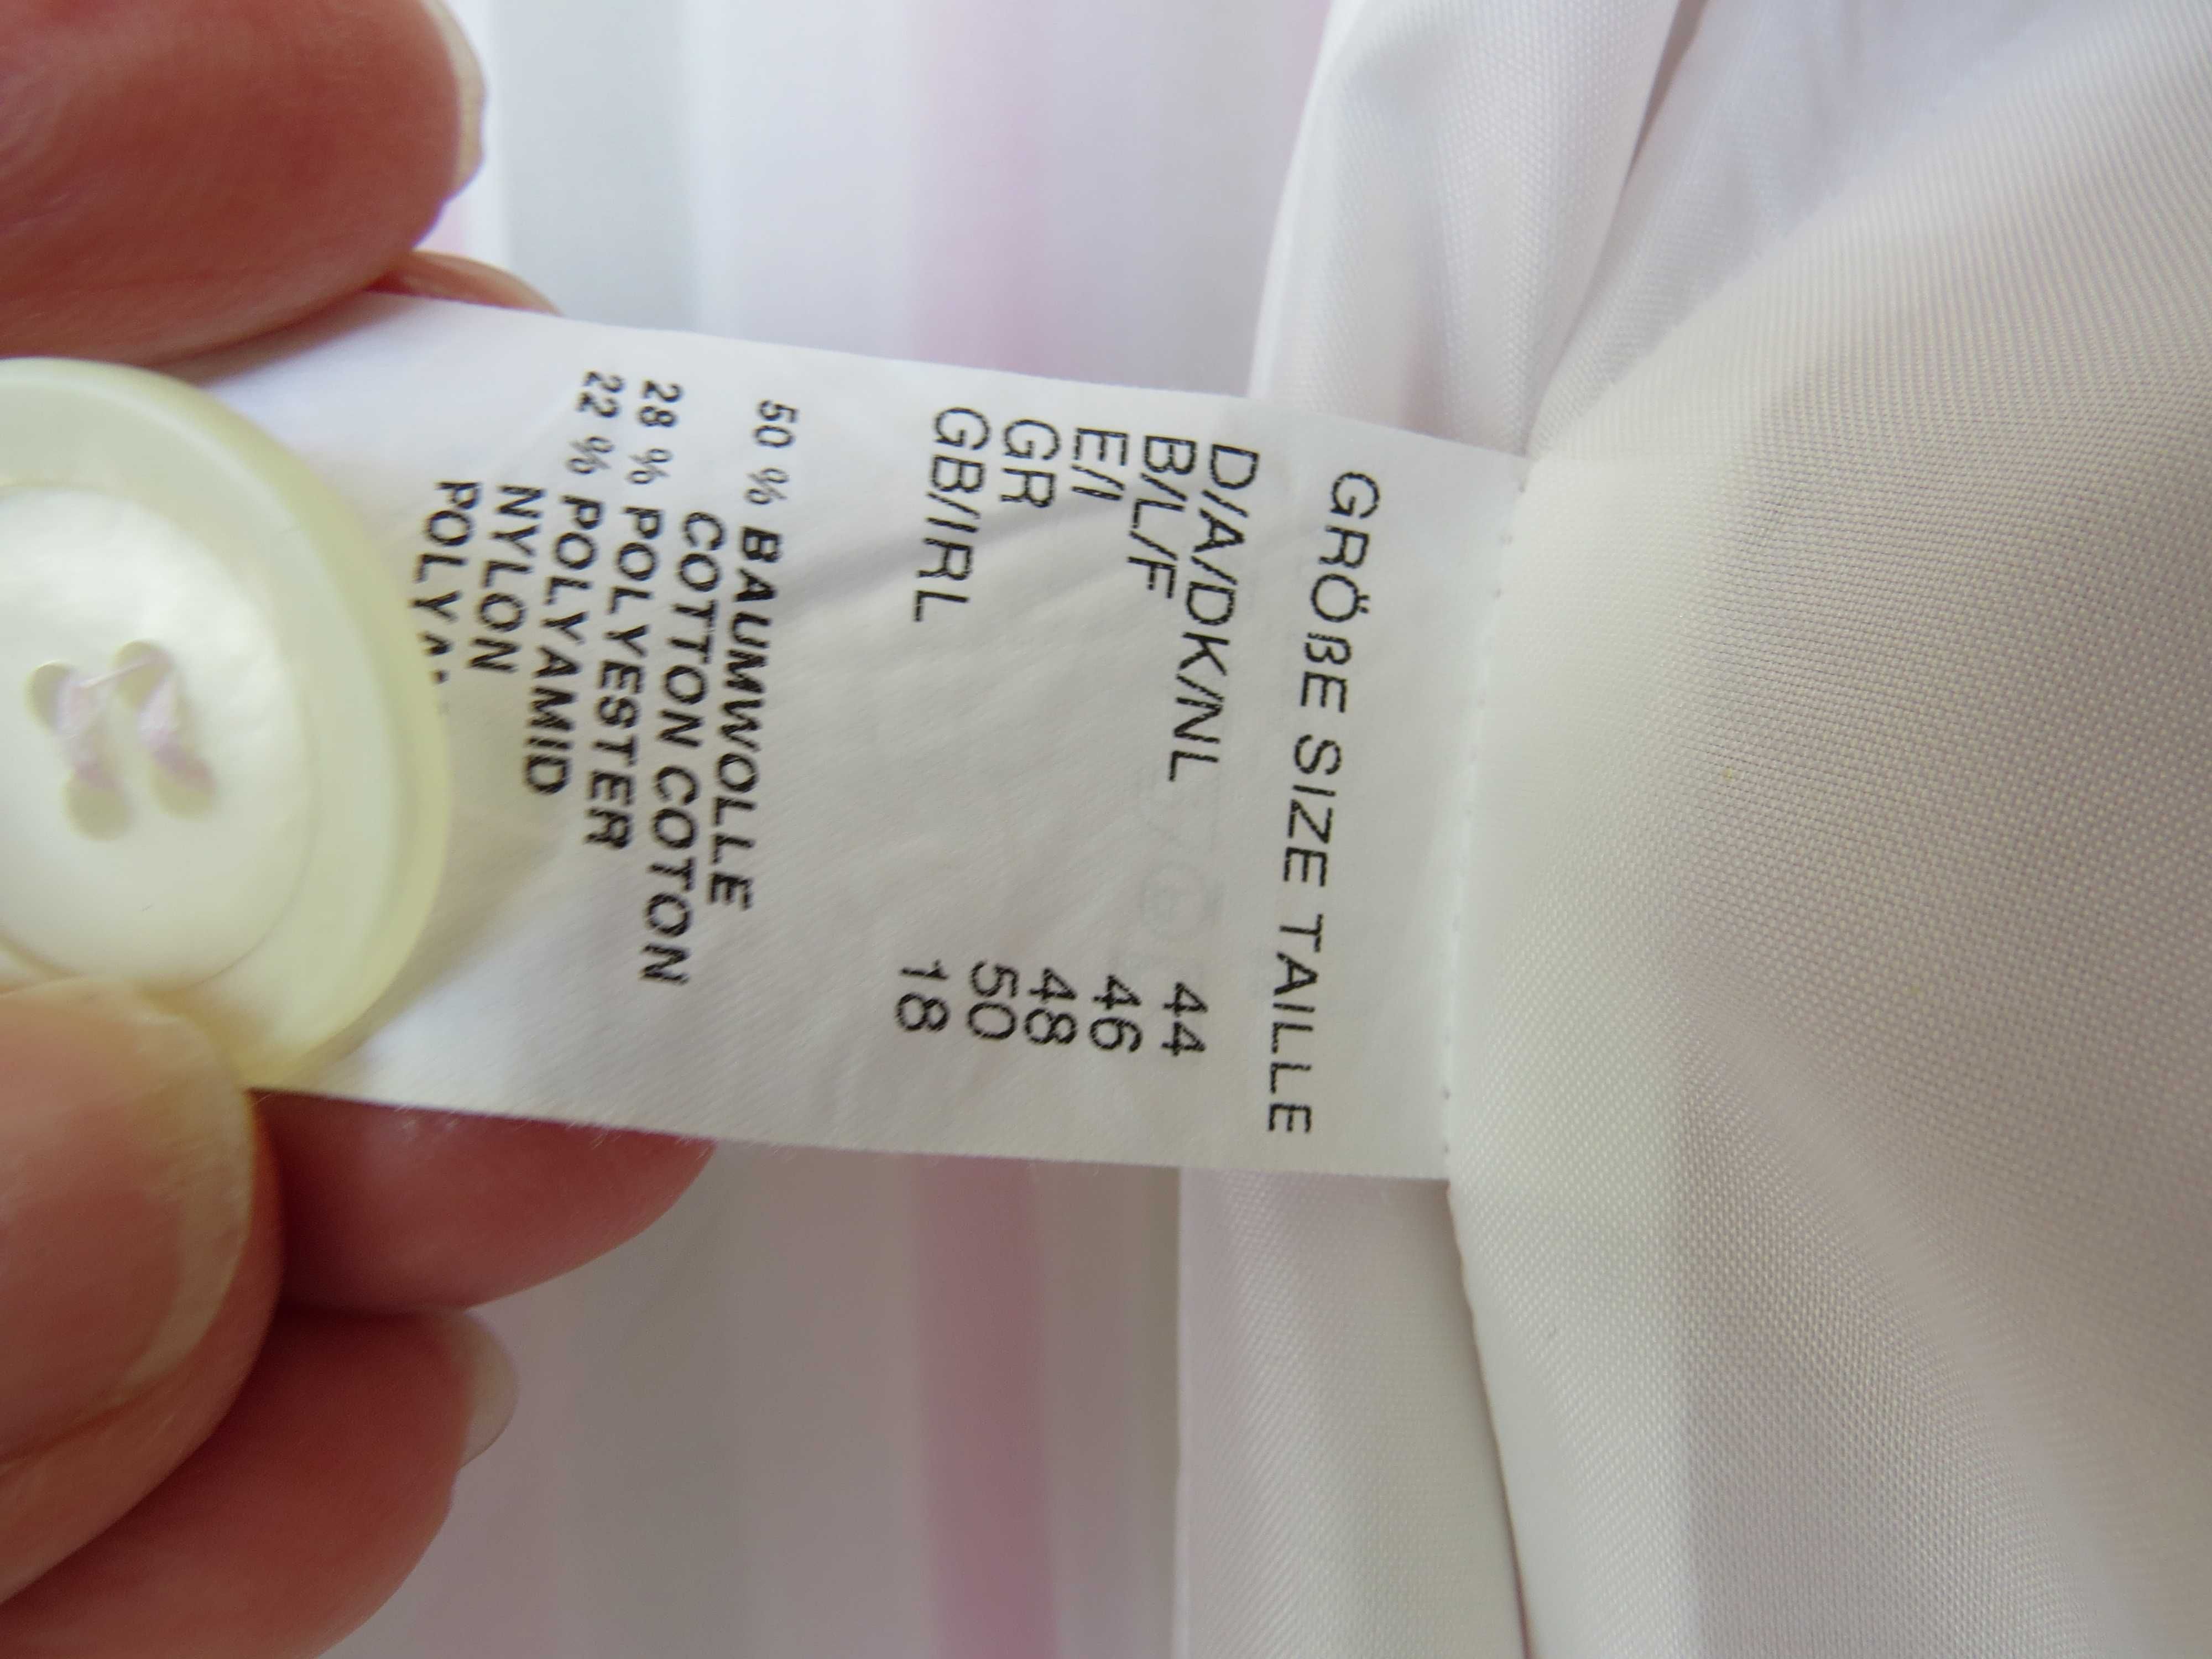 GRÖßE SIZE TAILLE
D/A/DK/NL 44
B/L/F 46
E/I 48
GR 50
GB/IRL 18
50 % BAUMWOLLE
COTTON COTON
28 % POLYESTER
22 % POLYAMID
NYLON